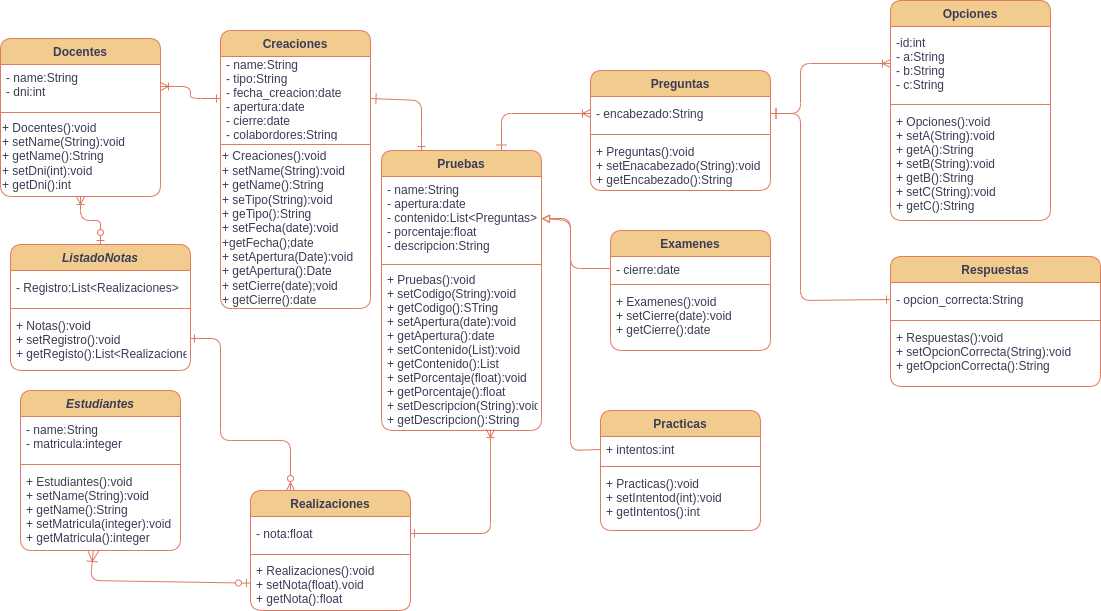 Docentes
- name:String
- dni:int
+ Docentes():void
+ setName(String):void
+ getName():String
+ setDni(int):void
+ getDni():int
Creaciones
- name:String
- tipo:String
- fecha_creacion:date
- apertura:date
- cierre:date
- colabordores:String
+ Creaciones():void
+ setName(String):void
+ getName():String
+ seTipo(String):void
+ geTipo():String
+ setFecha(date):void
+getFecha();date
+ setApertura(Date):void
+ getApertura():Date
+ setCierre(date);void
+ getCierre():date
Pruebas
- name:String
- apertura:date
- contenido:List<Preguntas>
- porcentaje:float
- descripcion:String
+ Pruebas():void
+ setCodigo(String):void
+ getCodigo():STring
+ setApertura(date):void
+ getApertura():date
+ setContenido(List):void
+ getContenido():List
+ setPorcentaje(float):void
+ getPorcentaje():float
+ setDescripcion(String):void
+ getDescripcion():String
Preguntas
- encabezado:String
+ Preguntas():void
+ setEnacabezado(String):void
+ getEncabezado():String
Opciones
-id:int
- a:String
- b:String
- c:String
+ Opciones():void
+ setA(String):void
+ getA():String
+ setB(String):void
+ getB():String
+ setC(String):void
+ getC():String
ListadoNotas
- Registro:List<Realizaciones>
+ Notas():void
+ setRegistro():void
+ getRegisto():List<Realizacione
Examenes
- cierre:date
+ Examenes():void
+ setCierre(date):void
+ getCierre():date
Respuestas
- opcion_correcta:String
+ Respuestas():void
+ setOpcionCorrecta(String):void
+ getOpcionCorrecta():String
Estudiantes
- name:String
- matricula:integer
+ Estudiantes():void
+ setName(String):void
+ getName():String
+ setMatricula(integer):void
+ getMatricula():integer
Practicas
+ intentos:int
+ Practicas():void
+ setIntentod(int):void
+ getIntentos():int
Realizaciones
- nota:float
+ Realizaciones():void
+ setNota(float).void
+ getNota():float